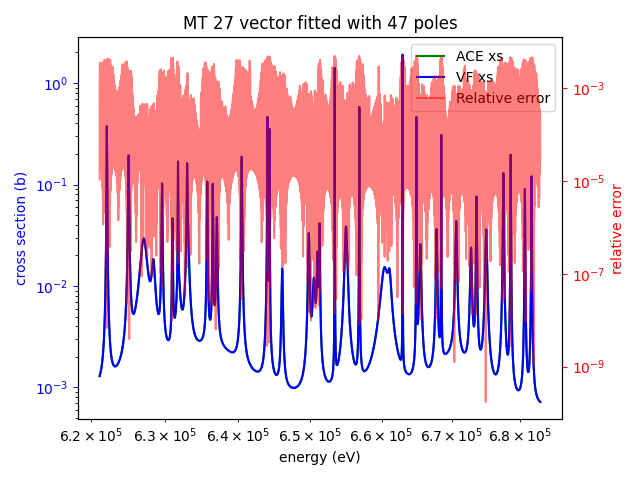 MT 27 vector fitted with 47 poles
ACE xs
VF xs
Relative error
10⁰
10⁻¹
10⁻²
10⁻³
cross section (b)
10⁻³
10⁻⁵
10⁻⁷
10⁻⁹
relative error
6.2 × 10⁵ 6.3 × 10⁵ 6.4 × 10⁵ 6.5 × 10⁵ 6.6 × 10⁵ 6.7 × 10⁵ 6.8 × 10⁵
energy (eV)